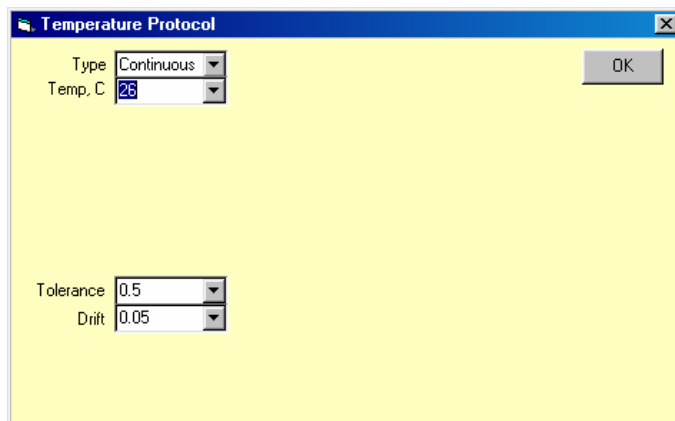 Temperature Protocol
Type Continuous OK
Temp, C 26
Tolerance 0.5
Drift 0.05